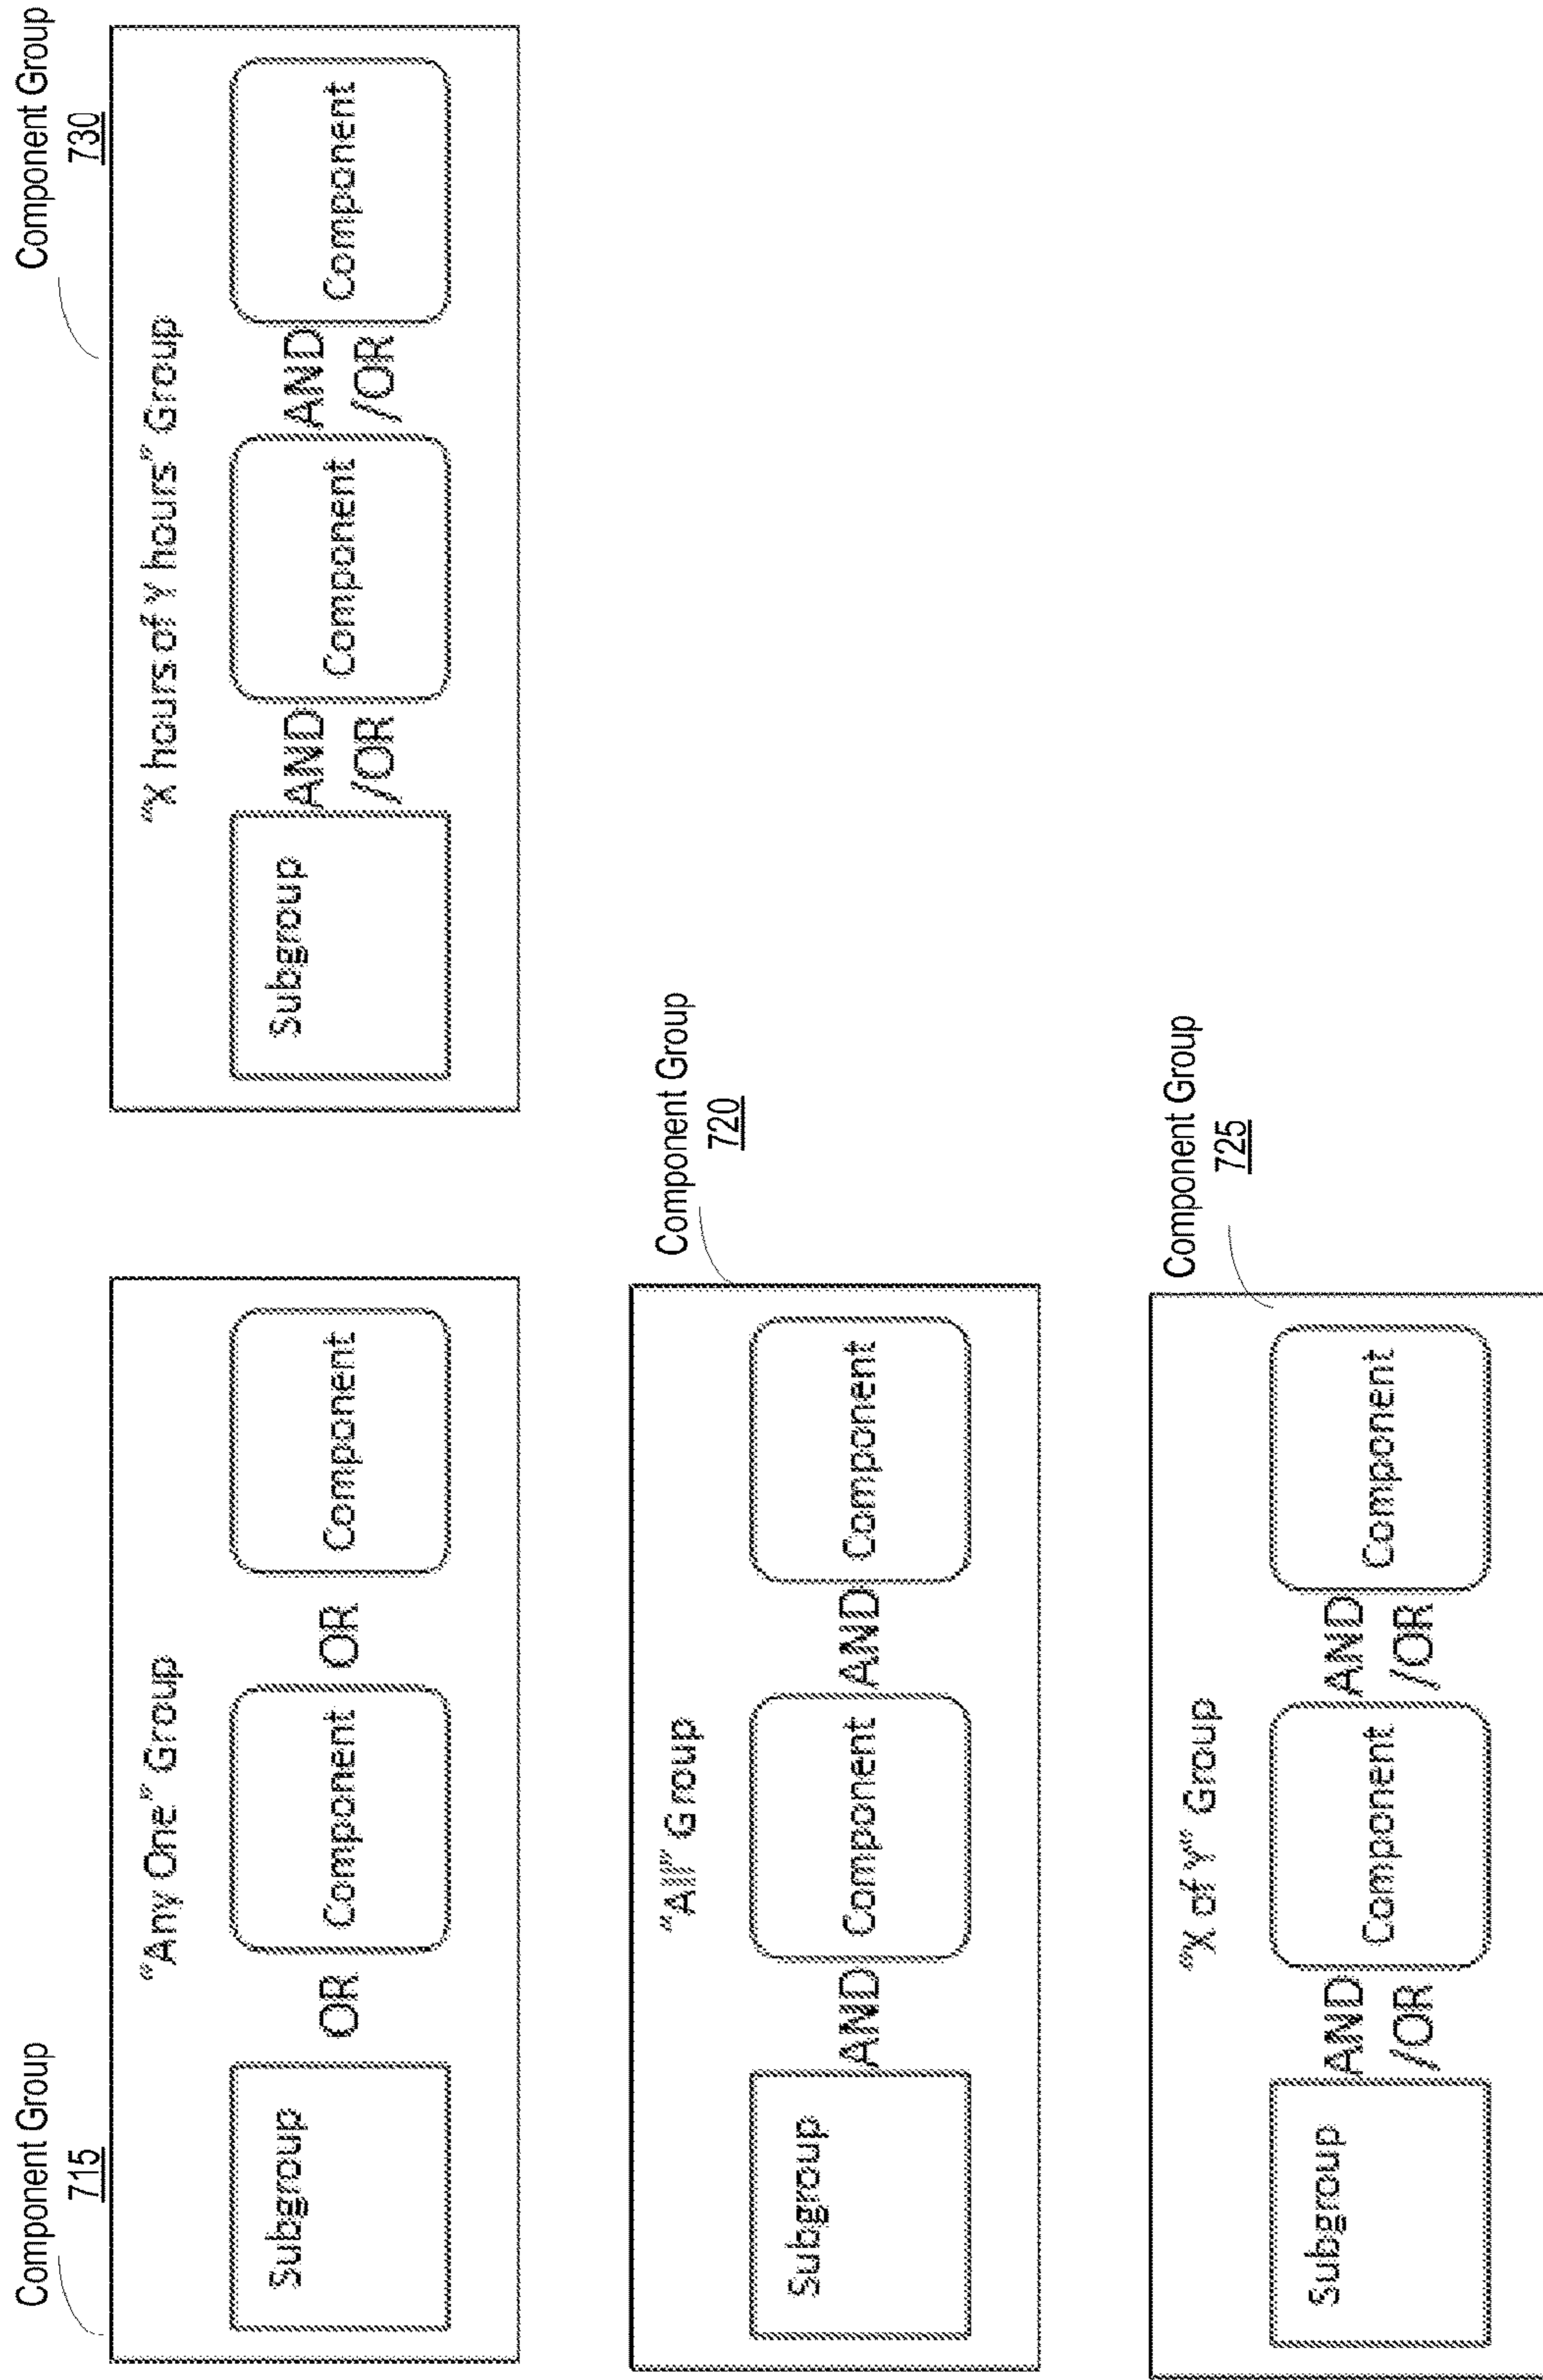 Component Group
715
“Any One” Group
Subgroup
OR
Component
OR
Component
Component Group
720
“All” Group
Subgroup
AND
Component
AND
Component
Component Group
725
“X of Y” Group
Subgroup
AND
/OR
Component
AND
/OR
Component
Component Group
730
“X hours of Y hours” Group
Subgroup
AND
/OR
Component
AND
/OR
Component